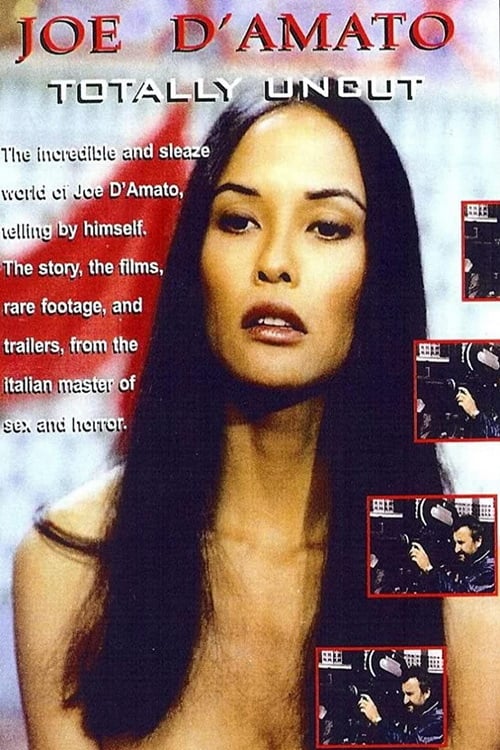 JOE D'AMATO
TOTALLY UNCUT
The incredible and sleaze
world of Joe D'Amato,
telling by himself.
The story, the films,
rare footage, and
trailers, from the
italian master of
sex and horror.